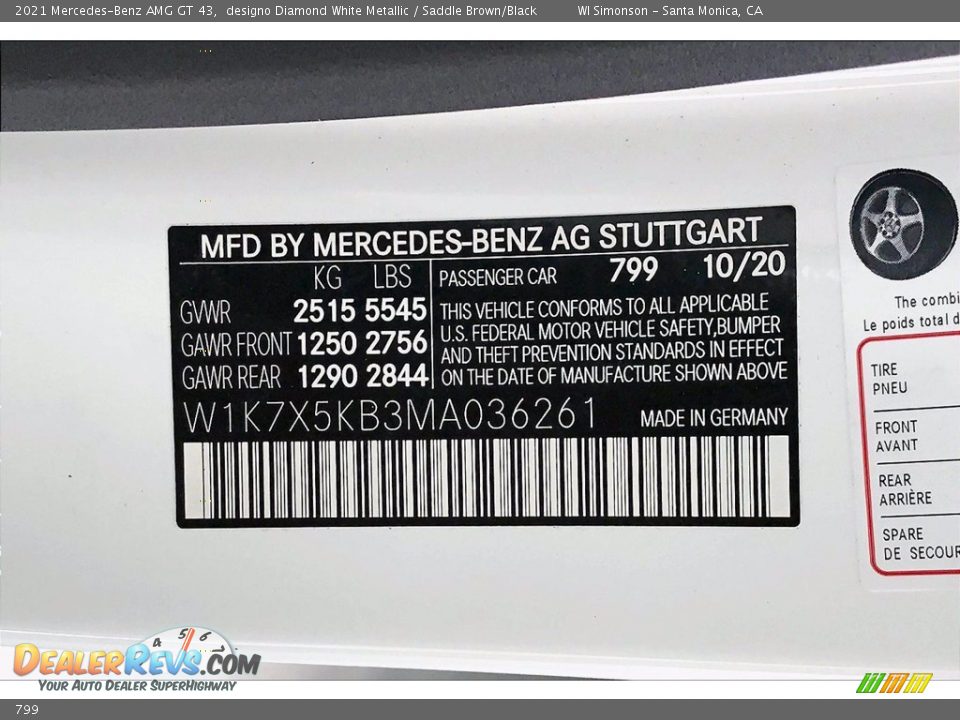 2021 Mercedes-Benz AMG GT 43, designo Diamond White Metallic / Saddle Brown/Black WI Simonson - Santa Monica, CA
MFD BY MERCEDES-BENZ AG STUTTGART
KG LBS
GVWR 2515 5545
GAWR FRONT 1250 2756
GAWR REAR 1290 2844
PASSENGER CAR 799 10/20
THIS VEHICLE CONFORMS TO ALL APPLICABLE
U.S. FEDERAL MOTOR VEHICLE SAFETY,BUMPER
AND THEFT PREVENTION STANDARDS IN EFFECT
ON THE DATE OF MANUFACTURE SHOWN ABOVE
W1K7X5KB3MA036261 MADE IN GERMANY
The combi
Le poids total d
TIRE
PNEU
FRONT
AVANT
REAR
ARRIÈRE
SPARE
DE SECOUR
4 5 6
DEALERREVS.COM
YOUR AUTO DEALER SUPERHIGHWAY
799